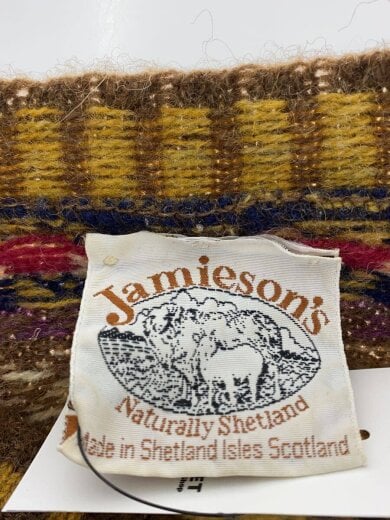 Jamieson's
Naturally Shetland
Made in Shetland Isles Scotland